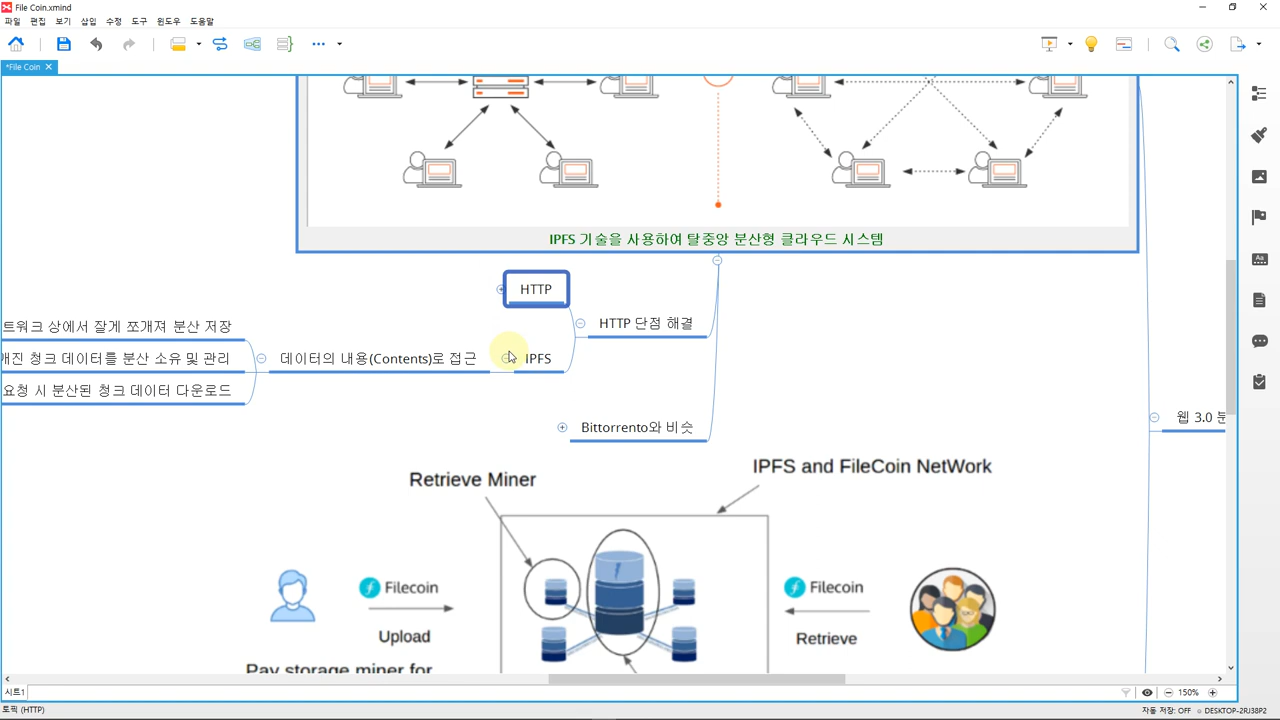 File Coin.xmind
파일 편집 보기 삽입 수정 도구 윈도우 도움말
*File Coin
IPFS 기술을 사용하여 탈중앙 분산형 클라우드 시스템
HTTP
HTTP 단점 해결
트워크 상에서 잘게 쪼개져 분산 저장
개진 청크 데이터를 분산 소유 및 관리
데이터의 내용(Contents)로 접근
IPFS
요청 시 분산된 청크 데이터 다운로드
웹 3.0 분
Bittorrento와 비슷
Retrieve Miner
IPFS and FileCoin NetWork
Filecoin
Filecoin
Upload
Retrieve
Pay storage miner for
시트1
150%
토픽 (HTTP)
자동 저장: OFF
DESKTOP-2RJ38P2